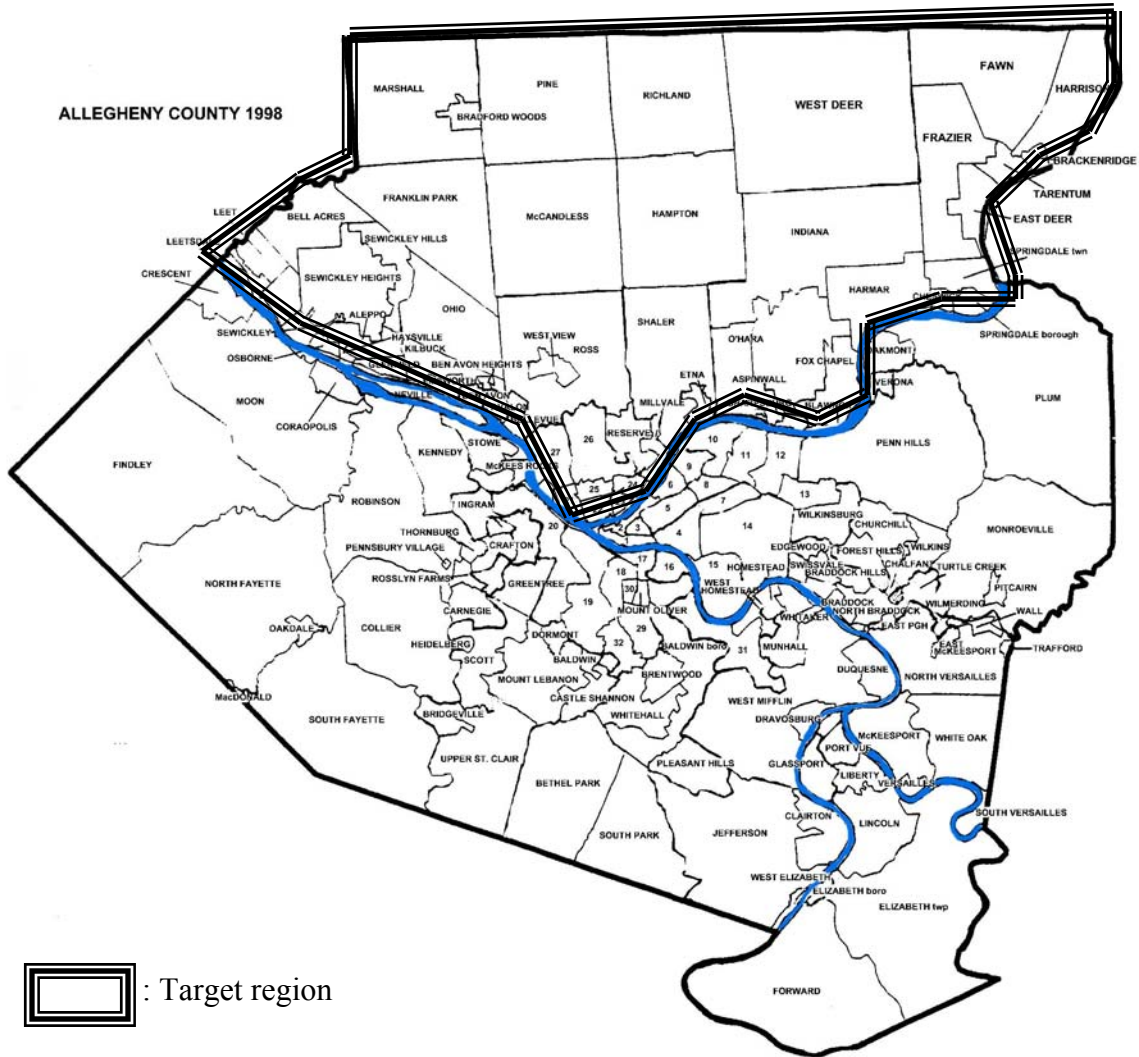 ALLEGHENY COUNTY 1998
MARSHALL
PINE
RICHLAND
WEST DEER
FAWN
HARRISON
BRADFORD WOODS
FRAZIER
BRACKENRIDGE
TARENTUM
EAST DEER
FRANKLIN PARK
McCANDLESS
HAMPTON
INDIANA
LEET
BELL ACRES
SEWICKLEY HILLS
LEETSDALE
SPRINGDALE twn
CRESCENT
SEWICKLEY HEIGHTS
HARMAR
ALEPPO
OHIO
SEWICKLEY
HAYSVILLE
KILBUCK
WEST VIEW
ROSS
SHALER
O'HARA
SPRINGDALE borough
OSBORNE
BEN AVON HEIGHTS
FOX CHAPEL
OAKMONT
ETNA
ASPINWALL
VERONA
MOON
NEVILLE
MILLVALE
PLUM
CORAOPOLIS
STOWE
RESERVE
PENN HILLS
FINDLEY
KENNEDY
McKEES ROCKS
27
26
10
11
12
9
8
25
24
6
7
13
ROBINSON
INGRAM
20
5
WILKINSBURG
THORNBURG
2
3
4
14
CHURCHILL
MONROEVILLE
PENNSBURY VILLAGE
CRAFTON
1
EDGEWOOD
FOREST HILLS
WILKINS
17
16
15
HOMESTEAD
SWISSVALE
CHALFANT
TURTLE CREEK
NORTH FAYETTE
ROSSLYN FARMS
GREENTREE
18
WEST
HOMESTEAD
BRADDOCK HILLS
PITCAIRN
30
19
CARNEGIE
MOUNT OLIVER
WHITAKER
BRADDOCK
NORTH BRADDOCK
WILMERDING
WALL
OAKDALE
COLLIER
HEIDELBERG
DORMONT
32
29
BALDWIN boro
31
MUNHALL
EAST PGH
EAST
McKEESPORT
TRAFFORD
SCOTT
BALDWIN
MOUNT LEBANON
BRENTWOOD
DUQUESNE
NORTH VERSAILLES
MacDONALD
CASTLE SHANNON
WEST MIFFLIN
SOUTH FAYETTE
BRIDGEVILLE
WHITEHALL
DRAVOSBURG
McKEESPORT
WHITE OAK
PORT VUE
UPPER ST. CLAIR
PLEASANT HILLS
GLASSPORT
LIBERTY
VERSAILLES
BETHEL PARK
CLAIRTON
LINCOLN
SOUTH VERSAILLES
SOUTH PARK
JEFFERSON
WEST ELIZABETH
ELIZABETH boro
ELIZABETH twp
FORWARD
: Target region